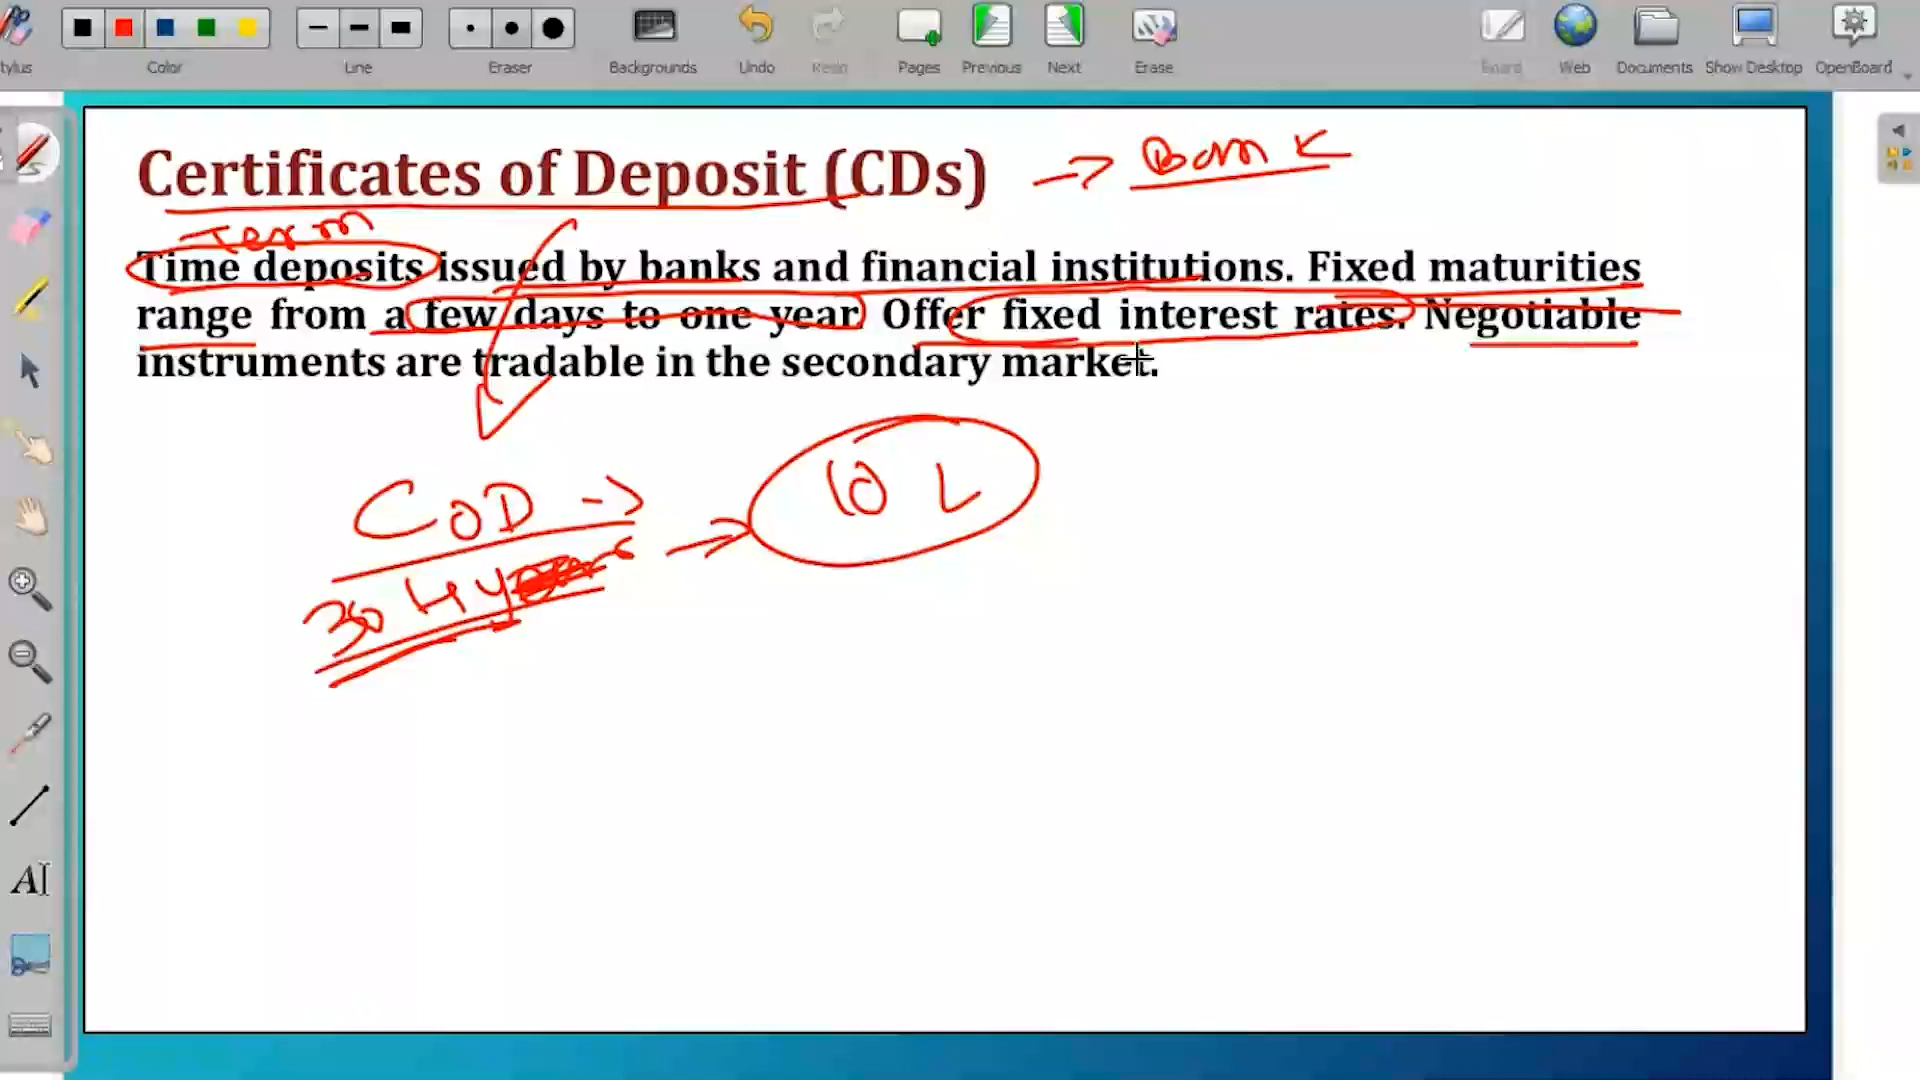 tylus Color Line Eraser Backgrounds Undo Redo Pages Previous Next Erase Board Web Documents Show Desktop OpenBoard
Certificates of Deposit (CDs) → Bank
Term
Time deposits issued by banks and financial institutions. Fixed maturities
range from a few days to one year. Offer fixed interest rates. Negotiable
instruments are tradable in the secondary market.
COD → 10 L
30
AI